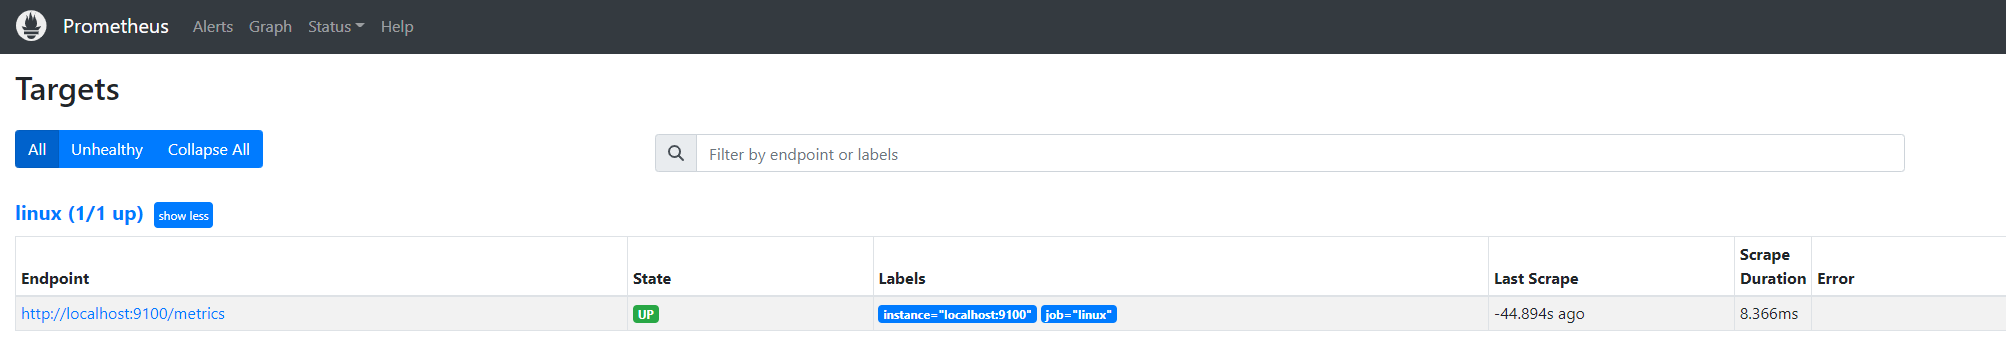 Prometheus Alerts Graph Status Help
Targets
All Unhealthy Collapse All
Filter by endpoint or labels
linux (1/1 up) show less
Endpoint State Labels Last Scrape Scrape Duration Error
http://localhost:9100/metrics UP instance="localhost:9100" job="linux" -44.894s ago 8.366ms